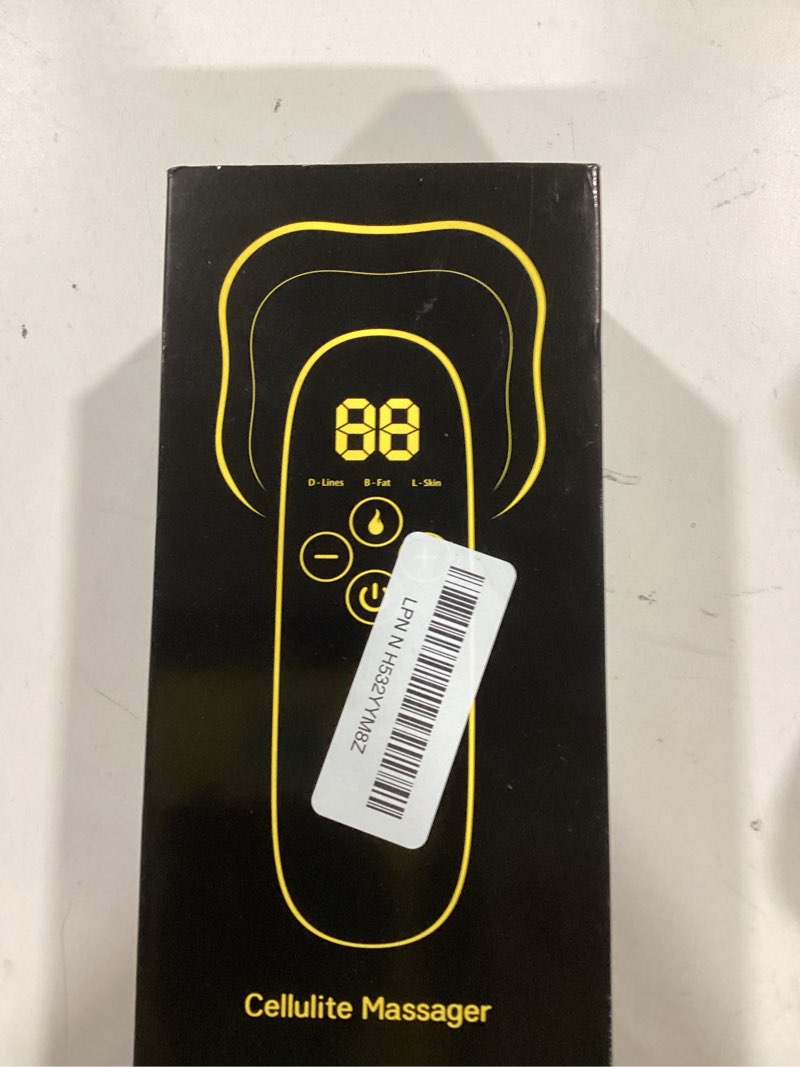 88
D - Lines B - Fat L - Skin
LPN N H532YYM8Z
Cellulite Massager